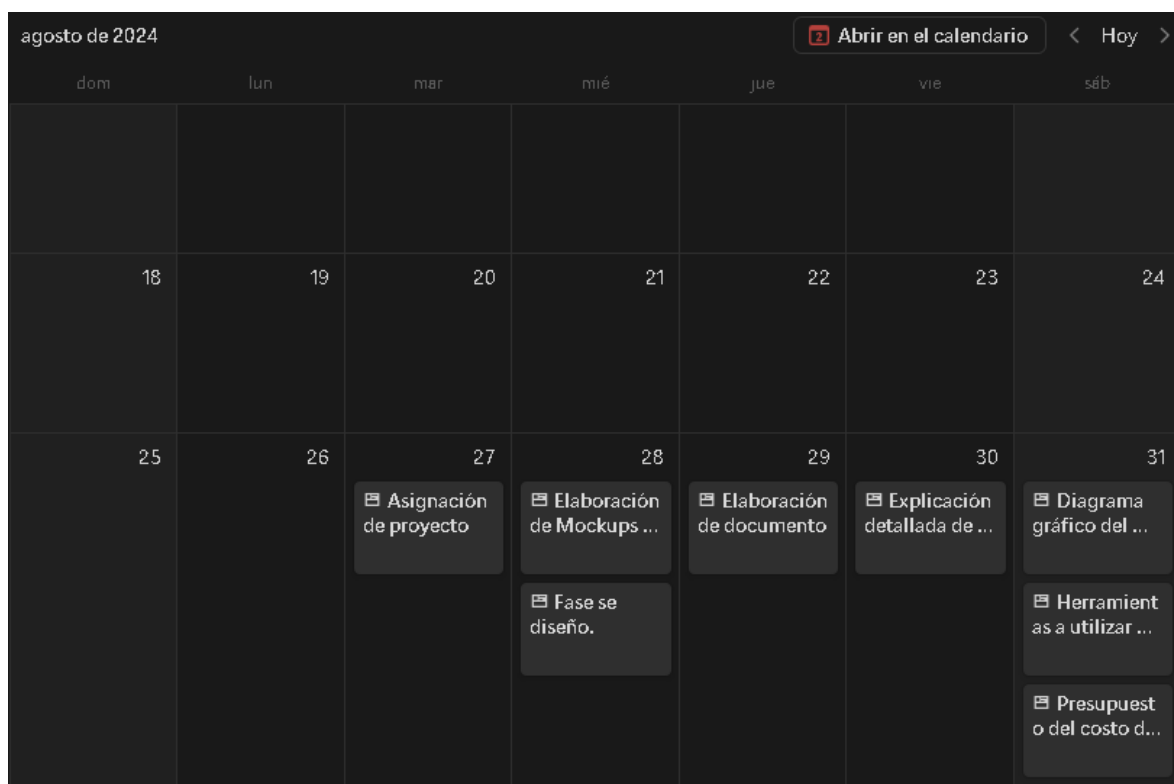 agosto de 2024
2 Abrir en el calendario < Hoy >
dom lun mar mié jue vie sáb
18 19 20 21 22 23 24
25 26 27 28 29 30 31
Asignación
de proyecto
Elaboración
de Mockups ...
Fase se
diseño.
Elaboración
de documento
Explicación
detallada de ...
Diagrama
gráfico del ...
Herramient
as a utilizar ...
Presupuest
o del costo d...